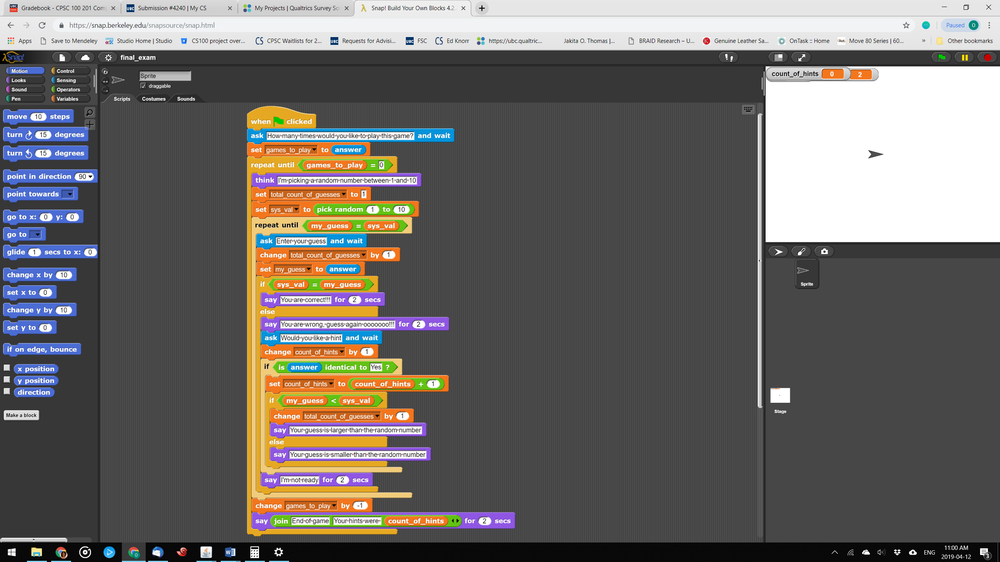 Gradebook - CPSC 100 201 Com
Submission #4240 | My CS
My Projects | Qualtrics Survey So
Snap! Build Your Own Blocks 4.2.
https://snap.berkeley.edu/snapsource/snap.html
Paused
O
Apps
Save to Mendeley
OPEN edX
Studio Home | Studio
CS100 project over...
CS
CPSC Waitlists for 2...
UBC
Requests for Advisi...
UBC
FSC
CS
Ed Knorr
https://ubc.qualtric...
Jakita O. Thomas |...
BRAID Research – U...
Genuine Leather Sa...
OnTask :: Home
Move 80 Series | 60...
»
Other bookmarks
Snap!
final_exam
Motion
Control
Looks
Sensing
Sound
Operators
Pen
Variables
Sprite
draggable
Scripts
Costumes
Sounds
count_of_hints 0
2
move 10 steps
turn 15 degrees
turn 15 degrees
point in direction 90
point towards
go to x: 0 y: 0
go to
glide 1 secs to x: 0
change x by 10
set x to 0
change y by 10
set y to 0
if on edge, bounce
x position
y position
direction
Make a block
when clicked
ask How many times would you like to play this game? and wait
set games_to_play to answer
repeat until games_to_play = 0
think I'm picking a random number between 1 and 10
set total_count_of_guesses to 1
set sys_val to pick random 1 to 10
repeat until my_guess = sys_val
ask Enter your guess and wait
change total_count_of_guesses by 1
set my_guess to answer
if sys_val = my_guess
say You are correct!!! for 2 secs
else
say You are wrong, guess again ooooooo!!! for 2 secs
ask Would you like a hint and wait
change count_of_hints by 1
if is answer identical to Yes ?
set count_of_hints to count_of_hints + 1
if my_guess < sys_val
change total_count_of_guesses by 1
say Your guess is larger than the random number
else
say Your guess is smaller than the random number
say I'm not ready for 2 secs
change games_to_play by -1
say join End of game Your hints were count_of_hints for 2 secs
Sprite
Stage
ENG
11:00 AM
2019-04-12
3